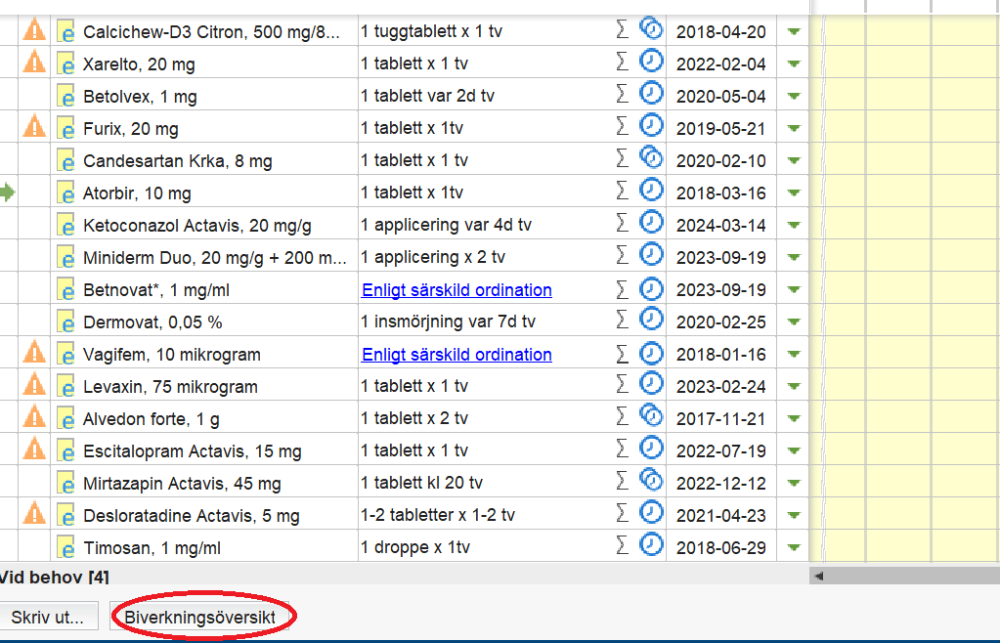 Calcichew-D3 Citron, 500 mg/8... 1 tuggtablett x 1 tv Σ 2018-04-20
Xarelto, 20 mg 1 tablett x 1 tv Σ 2022-02-04
Betolvex, 1 mg 1 tablett var 2d tv Σ 2020-05-04
Furix, 20 mg 1 tablett x 1tv Σ 2019-05-21
Candesartan Krka, 8 mg 1 tablett x 1 tv Σ 2020-02-10
Atorbir, 10 mg 1 tablett x 1tv Σ 2018-03-16
Ketoconazol Actavis, 20 mg/g 1 applicering var 4d tv Σ 2024-03-14
Miniderm Duo, 20 mg/g + 200 m... 1 applicering x 2 tv Σ 2023-09-19
Betnovat*, 1 mg/ml Enligt särskild ordination Σ 2023-09-19
Dermovat, 0,05 % 1 insmörjning var 7d tv Σ 2020-02-25
Vagifem, 10 mikrogram Enligt särskild ordination Σ 2018-01-16
Levaxin, 75 mikrogram 1 tablett x 1 tv Σ 2023-02-24
Alvedon forte, 1 g 1 tablett x 2 tv Σ 2017-11-21
Escitalopram Actavis, 15 mg 1 tablett x 1 tv Σ 2022-07-19
Mirtazapin Actavis, 45 mg 1 tablett kl 20 tv Σ 2022-12-12
Desloratadine Actavis, 5 mg 1-2 tabletter x 1-2 tv Σ 2021-04-23
Timosan, 1 mg/ml 1 droppe x 1tv Σ 2018-06-29
Vid behov [4]
Skriv ut... Biverkningsöversikt